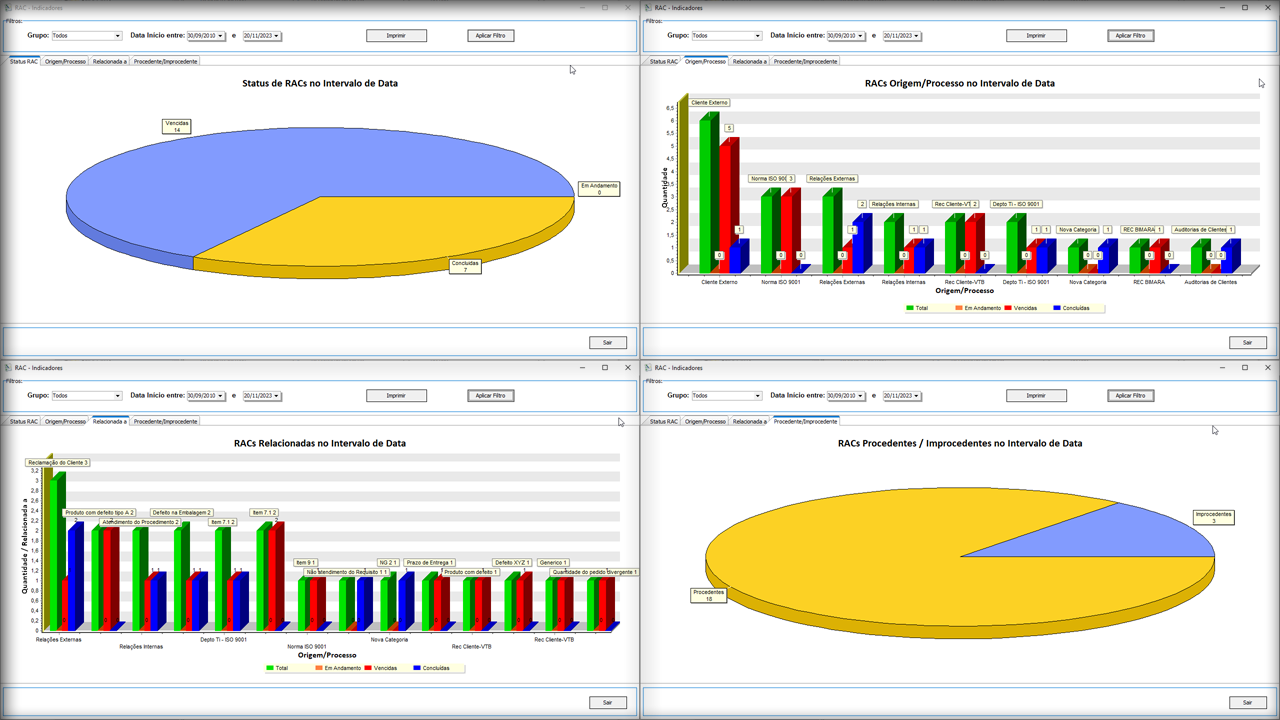 RAC - Indicadores
Filtros:
Grupo: Todos Data Início entre: 30/09/2010 e 20/11/2023 Imprimir Aplicar Filtro
Status RAC Origem/Processo Relacionada a Procedente/Improcedente
Status de RACs no Intervalo de Data
Vencidas
14
Em Andamento
0
Concluídas
7
Sair
RAC - Indicadores
Filtros:
Grupo: Todos Data Início entre: 30/09/2010 e 20/11/2023 Imprimir Aplicar Filtro
Status RAC Origem/Processo Relacionada a Procedente/Improcedente
RACs Origem/Processo no Intervalo de Data
Quantidade
6,5
6
5,5
5
4,5
4
3,5
3
2,5
2
1,5
1
0,5
0
Cliente Externo
5
Norma ISO 900 3 Relações Externas
2 Relações Internas Rec Cliente-VT 2 Depto Ti - ISO 9001
1 0 1 1 1 1 1 Nova Categoria 1 REC BIMARA 1 Auditorias de Clientes 1
0 0 0 0 0 0 0 0 0 0 0 0 0 0
Cliente Externo Norma ISO 9001 Relações Externas Relações Internas Rec Cliente-VTB Depto Ti - ISO 9001 Nova Categoria REC BIMARA Auditorias de Clientes
Origem/Processo
Total Em Andamento Vencidas Concluídas
Sair
RAC - Indicadores
Filtros:
Grupo: Todos Data Início entre: 30/09/2010 e 20/11/2023 Imprimir Aplicar Filtro
Status RAC Origem/Processo Relacionada a Procedente/Improcedente
RACs Relacionadas no Intervalo de Data
Quantidade / Relacionada a
3,2
3
2,8
2,6
2,4
2,2
2
1,8
1,6
1,4
1,2
1
0,8
0,6
0,4
0,2
0
Reclamação do Cliente 3
Produto com defeito tipo A 2 Defeito na Embalagem 2 Item 7.1 2
Atendimento do Procedimento 2 Item 7.1 2
Item 9.1 NG 2 1 Prazo de Entrega 1 Defeito XYZ 1 Generico 1
Não atendimento do Requisito 1 1 Produto com defeito 1 Quantidade do pedido divergente 1
Relações Externas Depto Ti - ISO 9001 Nova Categoria Rec Cliente-VTB
Relações Internas Norma ISO 9001 Rec Cliente-VTB
Origem/Processo
Total Em Andamento Vencidas Concluídas
Sair
RAC - Indicadores
Filtros:
Grupo: Todos Data Início entre: 30/09/2010 e 20/11/2023 Imprimir Aplicar Filtro
Status RAC Origem/Processo Relacionada a Procedente/Improcedente
RACs Procedentes / Improcedentes no Intervalo de Data
Improcedentes
3
Procedentes
18
Sair